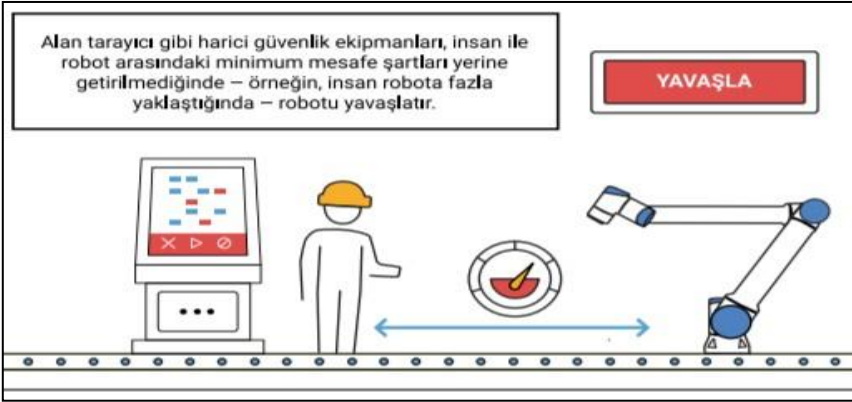 Alan tarayıcı gibi harici güvenlik ekipmanları, insan ile
robot arasındaki minimum mesafe şartları yerine
getirilmediğinde – örneğin, insan robota fazla
yaklaştığında – robotu yavaşlatır.
YAVAŞLA